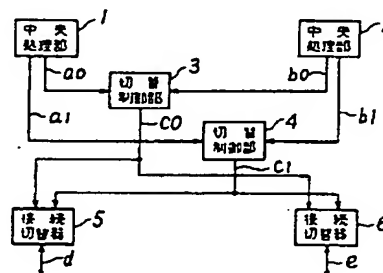 1
中央
処理部
a0
a1
中央
処理部
b0
b1
3
切替
制御部
c0
4
切替
制御部
c1
接続
切替器
5
d
接続
切替器
6
e